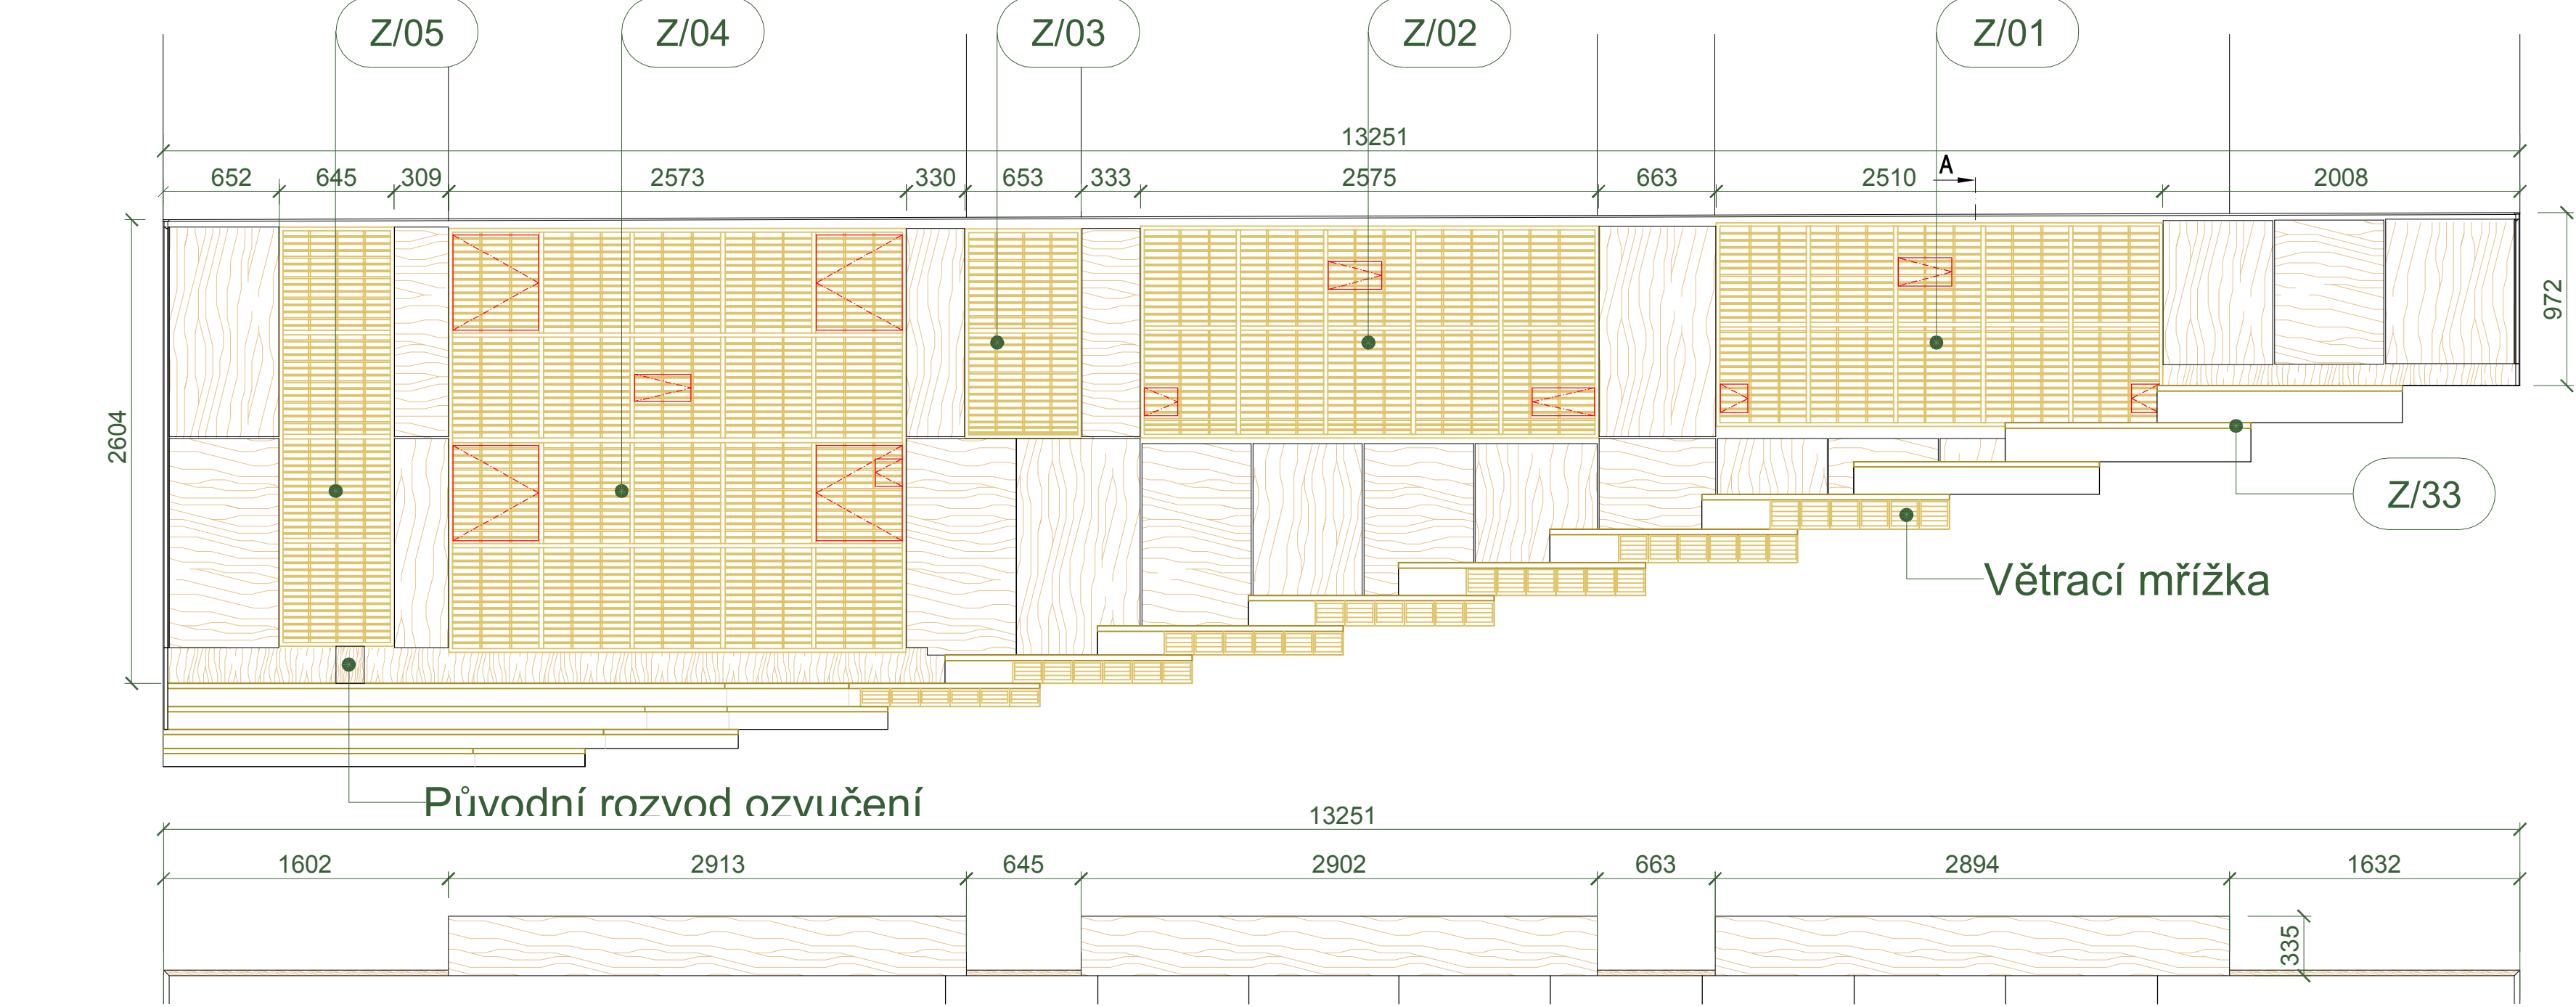 Z/05 Z/04 Z/03 Z/02 Z/01
13251
A
652 645 309 2573 330 653 333 2575 663 2510 2008
972
2604
Z/33
Větrací mřížka
Původní rozvod ozvučení
13251
1602 2913 645 2902 663 2894 1632
335